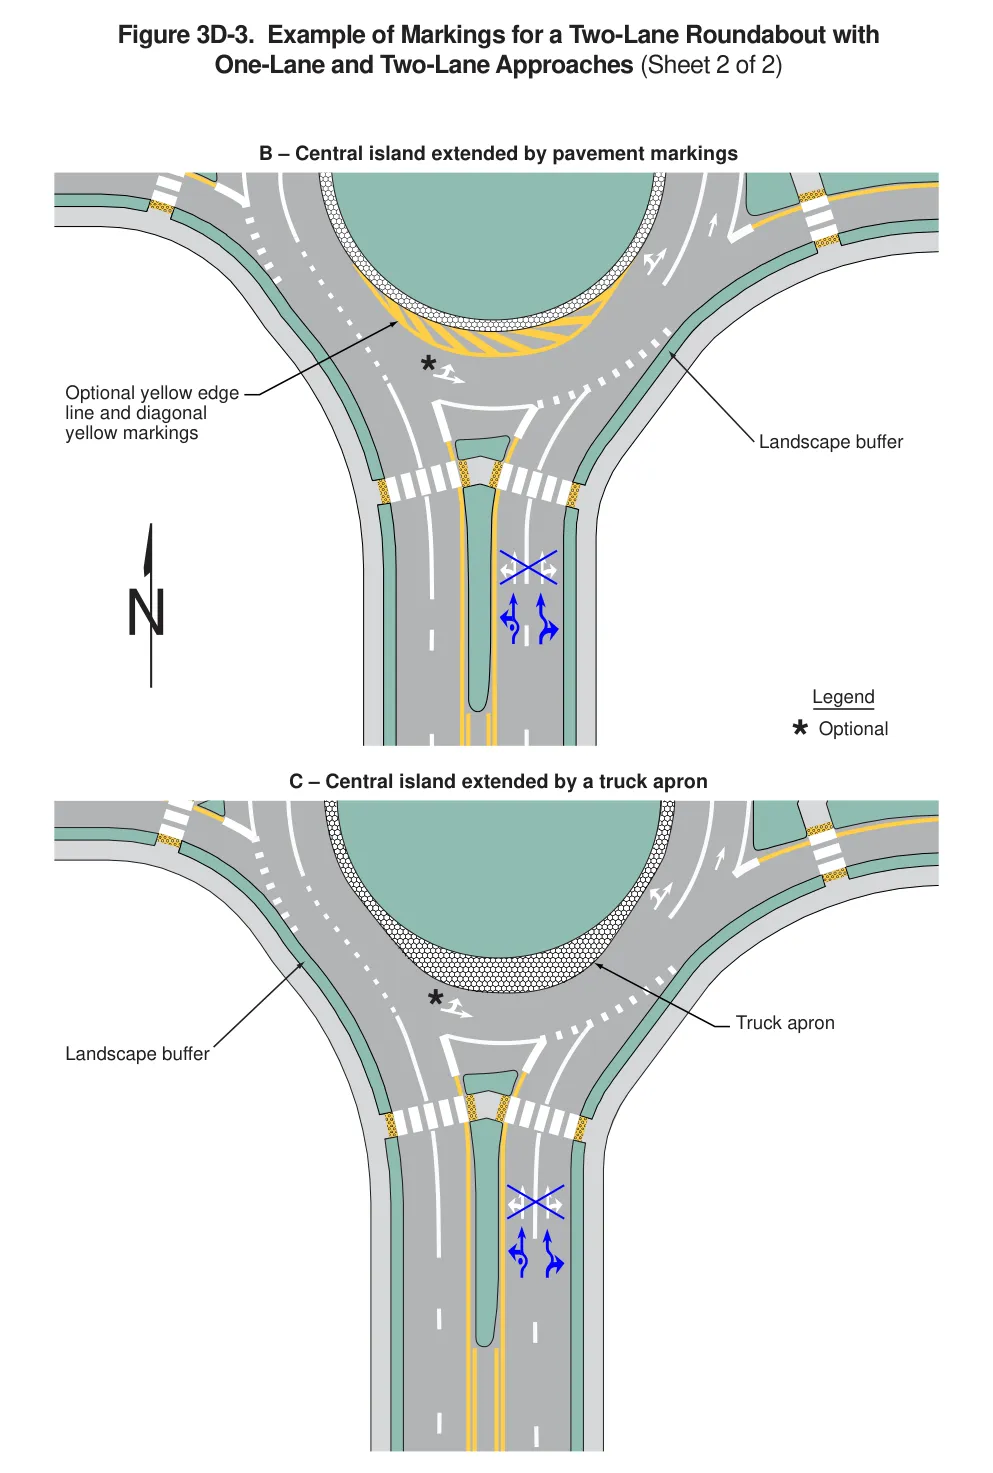 Figure 3D-3. Example of Markings for a Two-Lane Roundabout with
One-Lane and Two-Lane Approaches (Sheet 2 of 2)
B – Central island extended by pavement markings
*
Optional yellow edge
line and diagonal
yellow markings
Landscape buffer
N
Legend
* Optional
C – Central island extended by a truck apron
*
Truck apron
Landscape buffer